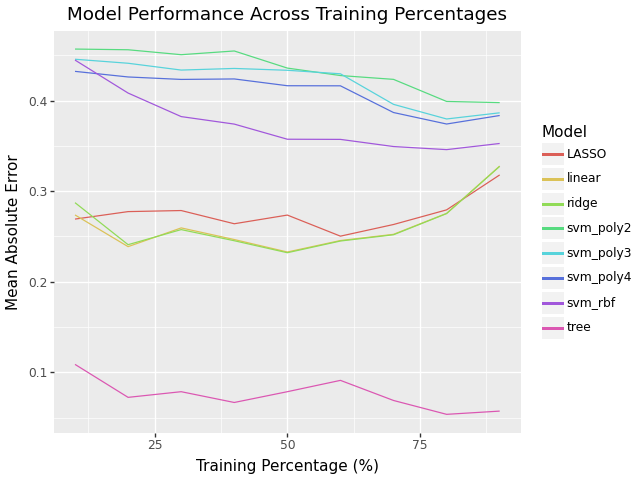 Model Performance Across Training Percentages
Mean Absolute Error
0.4
0.3
0.2
0.1
25
50
75
Training Percentage (%)
Model
LASSO
linear
ridge
svm_poly2
svm_poly3
svm_poly4
svm_rbf
tree